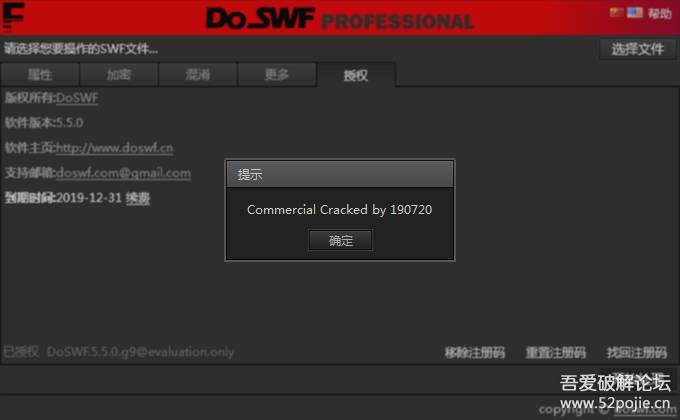 DO_SWF PROFESSIONAL
帮助
请选择您要操作的SWF文件...
选择文件
属性 加密 混淆 更多 授权
版权所有:DoSWF
软件版本:5.5.0
软件主页:http://www.doswf.cn
支持邮箱:doswf.com@gmail.com
到期时间:2019-12-31 续费
提示
Commercial Cracked by 190720
确定
已授权 DoSWF.5.5.0.g9@evaluation.only
移除注册码 重置注册码 找回注册码
吾爱破解论坛
www.52pojie.cn
copyright © doswf.com